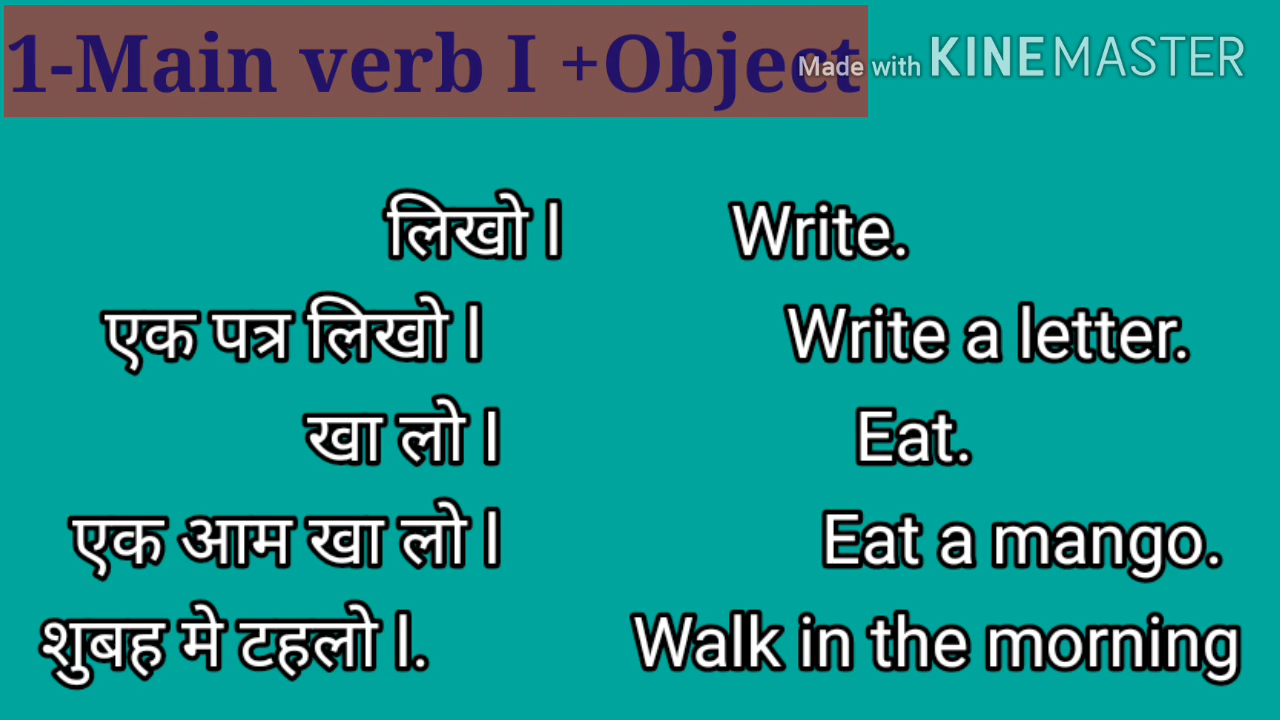 1-Main verb I +Object
Made with KINEMASTER
लिखो l Write.
एक पत्र लिखो l Write a letter.
खा लो l Eat.
एक आम खा लो l Eat a mango.
शुबह मे टहलो l. Walk in the morning